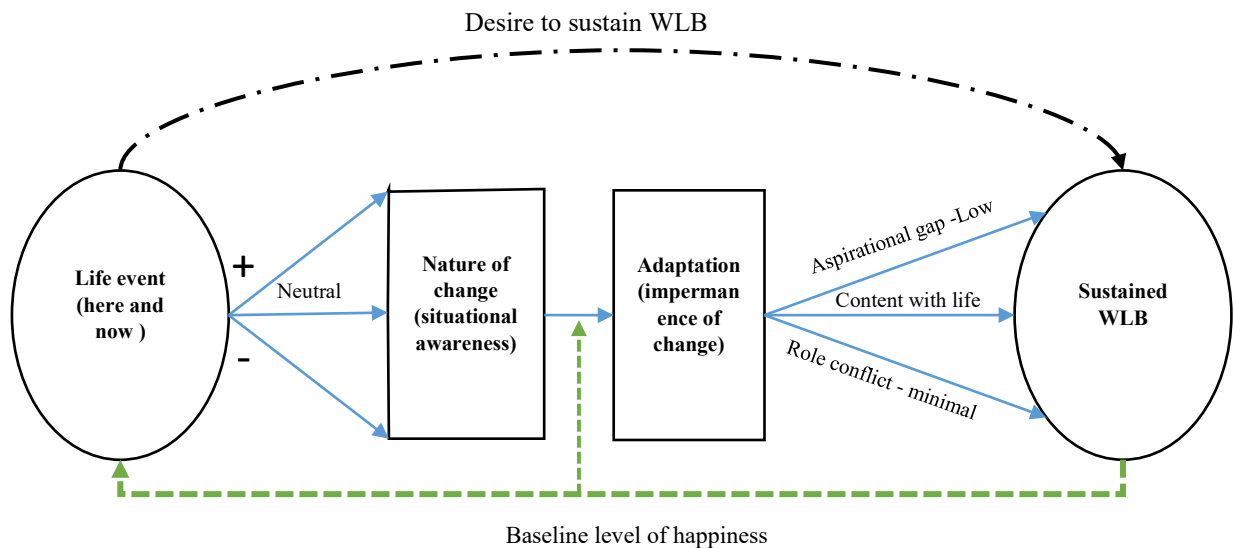 Desire to sustain WLB
Life event
(here and
now )
+
Neutral
-
Nature of
change
(situational
awareness)
Adaptation
(imperman
ence of
change)
Aspirational gap -Low
Content with life
Role conflict - minimal
Sustained
WLB
Baseline level of happiness